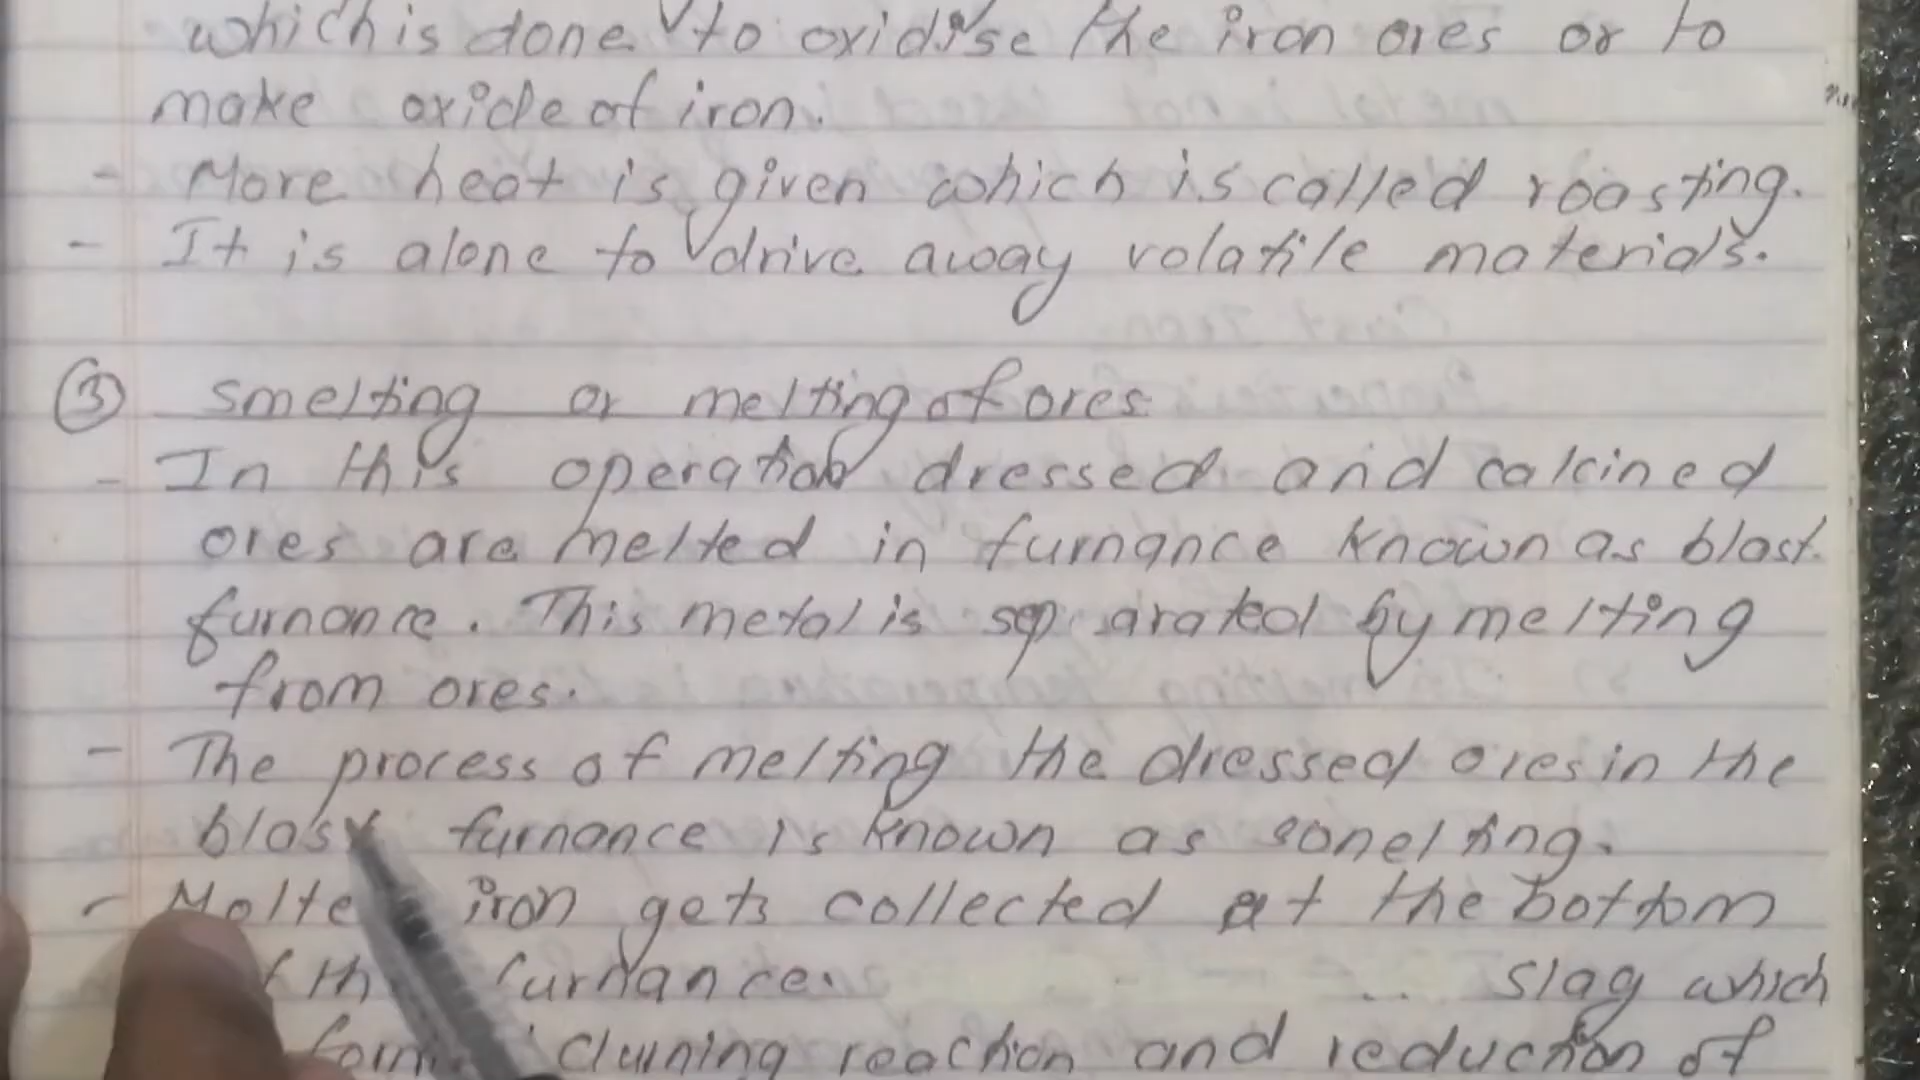 which is done to oxidise the iron ores or to
make oxide of iron.
- More heat is given which is called roasting.
- It is done to drive away volatile materials.
③ Smelting or melting of ores
- In this operation dressed and calcined
ores are melted in furnance known as blast
furnance. This metal is separated by melting
from ores.
- The process of melting the dressed ores in the
blast furnance is known as smelting.
- Molten iron gets collected at the bottom
furnance. slag which
during reaction and reduction of